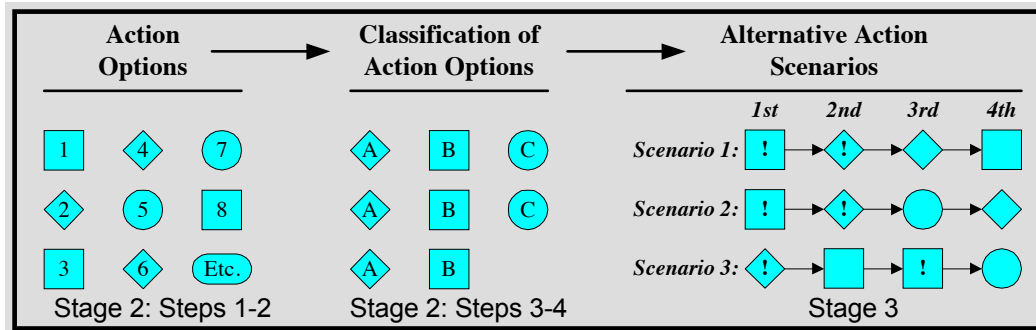 Action Options
Classification of Action Options
Alternative Action Scenarios
1st 2nd 3rd 4th
1 4 7 A B C Scenario 1: ! !
2 5 8 A B C Scenario 2: ! !
3 6 Etc. A B Scenario 3: ! !
Stage 2: Steps 1-2 Stage 2: Steps 3-4 Stage 3